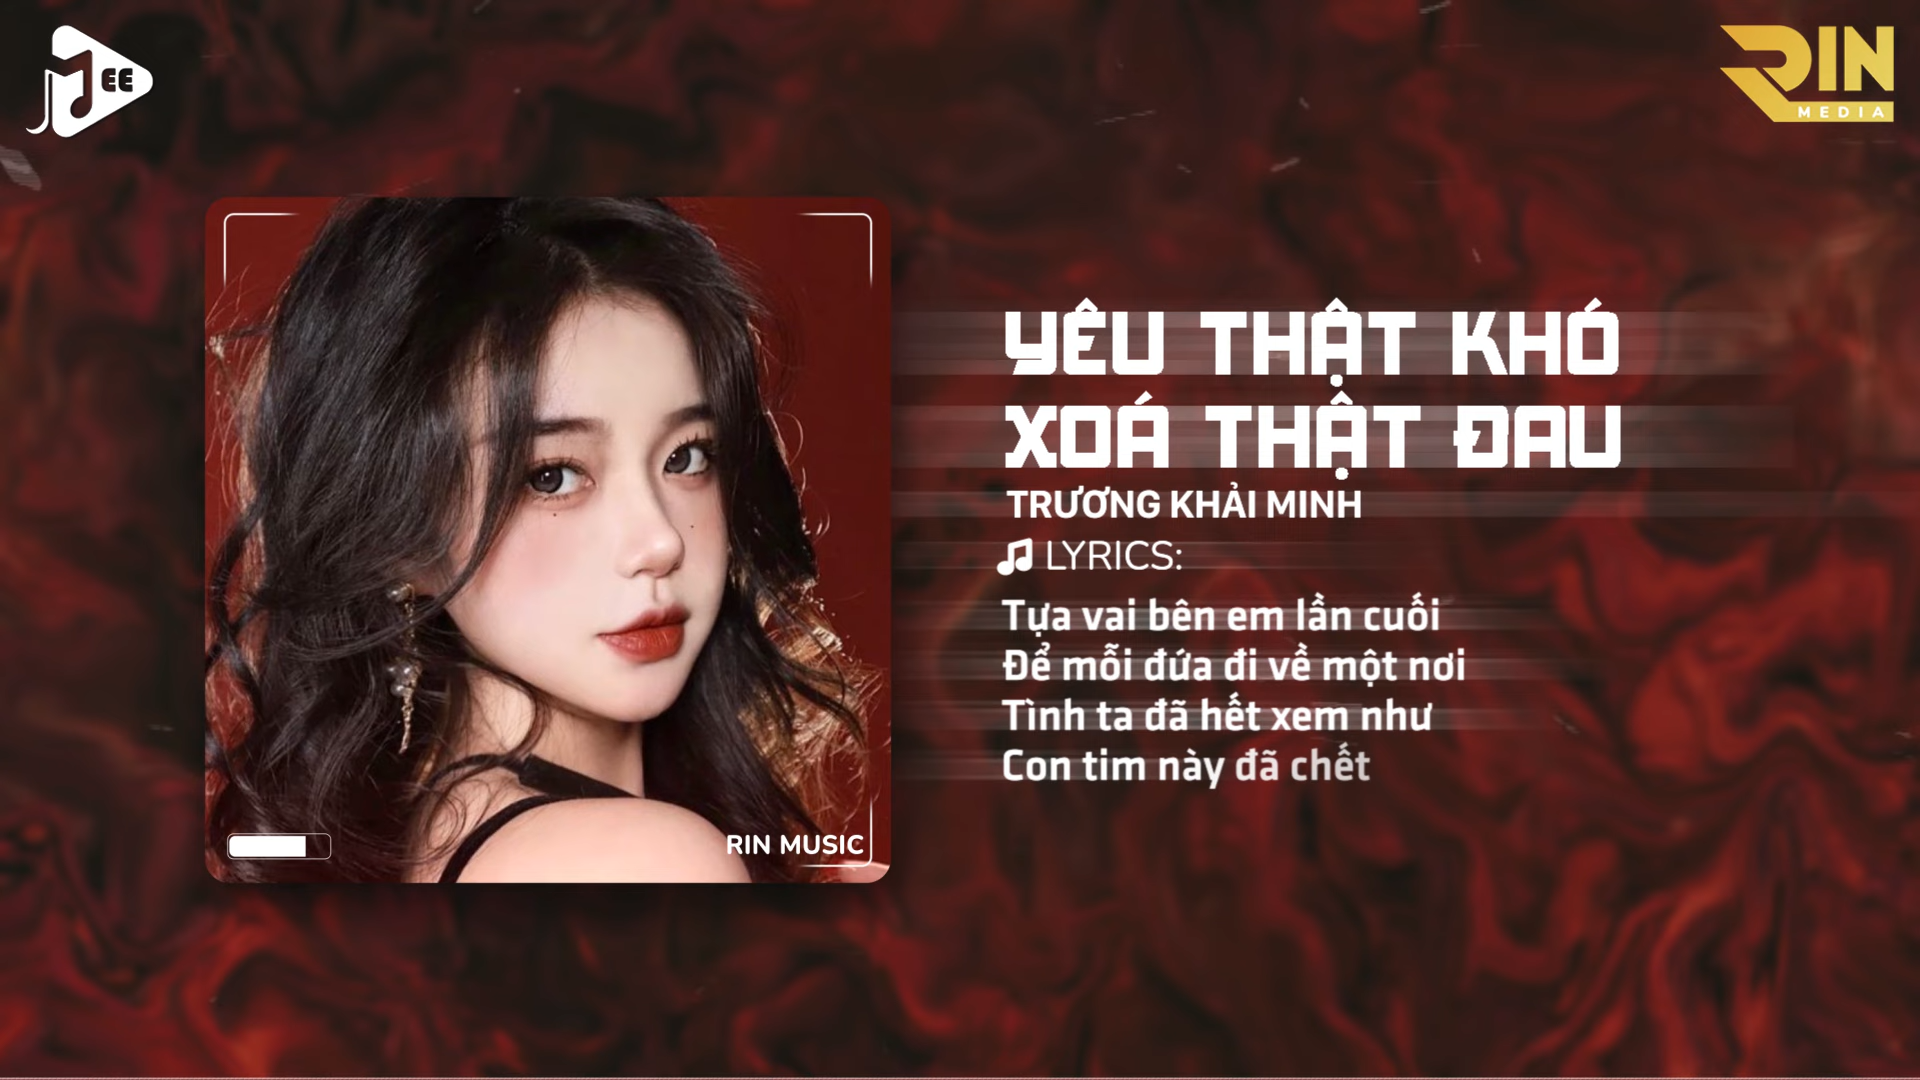 JEE
RIN
MEDIA
YÊU THẬT KHÓ
XOÁ THẬT ĐAU
TRƯƠNG KHẢI MINH
LYRICS:
Tựa vai bên em lần cuối
Để mỗi đứa đi về một nơi
Tình ta đã hết xem như
Con tim này đã chết
RIN MUSIC